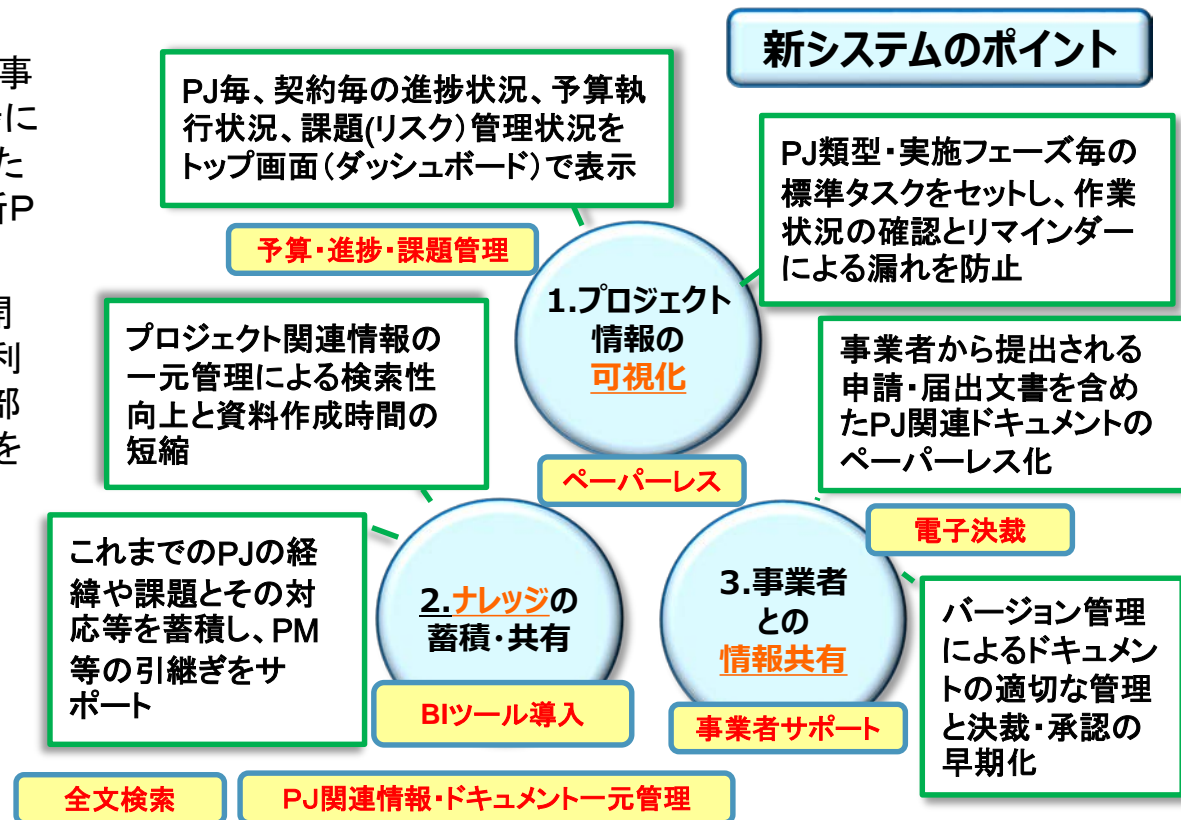 新システムのポイント
事
に
た
P
開
利
部
を
PJ毎、契約毎の進捗状況、予算執
行状況、課題(リスク)管理状況を
トップ画面(ダッシュボード)で表示
予算・進捗・課題管理
PJ類型・実施フェーズ毎の
標準タスクをセットし、作業
状況の確認とリマインダー
による漏れを防止
1.プロジェクト
情報の
可視化
プロジェクト関連情報の
一元管理による検索性
向上と資料作成時間の
短縮
事業者から提出される
申請・届出文書を含め
たPJ関連ドキュメントの
ペーパーレス化
ペーパーレス
電子決裁
これまでのPJの経
緯や課題とその対
応等を蓄積し、PM
等の引継ぎをサ
ポート
2.ナレッジの
蓄積・共有
BIツール導入
3.事業者
との
情報共有
事業者サポート
バージョン管理
によるドキュメン
トの適切な管理
と決裁・承認の
早期化
全文検索
PJ関連情報・ドキュメント一元管理